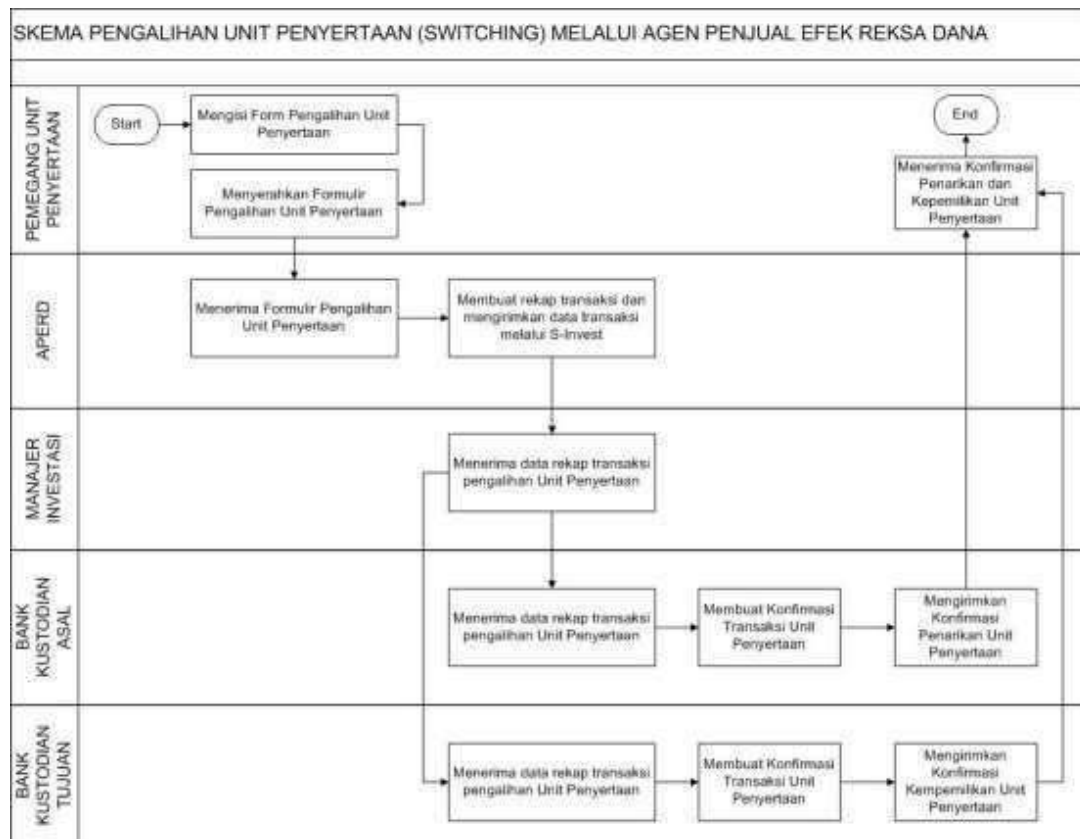 SKEMA PENGALIHAN UNIT PENYERTAAN (SWITCHING) MELALUI AGEN PENJUAL EFEK REKSA DANA
PEMEGANG UNIT
PENYERTAAN
Start
Mengisi Form Pengalihan Unit
Penyertaan
Menyerahkan Formulir
Pengalihan Unit Penyertaan
End
Menerima Konfirmasi
Penarikan dan
Kepemilikan Unit
Penyertaan
APERD
Menerima Formulir Pengalihan
Unit Penyertaan
Membuat rekap transaksi dan
mengirimkan data transaksi
melalui S-Invest
MANAJER
INVESTASI
Menerima data rekap transaksi
pengalihan Unit Penyertaan
BANK
KUSTODIAN
ASAL
Menerima data rekap transaksi
pengalihan Unit Penyertaan
Membuat Konfirmasi
Transaksi Unit
Penyertaan
Mengirimkan
Konfirmasi
Penarikan Unit
Penyertaan
BANK
KUSTODIAN
TUJUAN
Menerima data rekap transaksi
pengalihan Unit Penyertaan
Membuat Konfirmasi
Transaksi Unit
Penyertaan
Mengirimkan
Konfirmasi
Kempemilikan Unit
Penyertaan